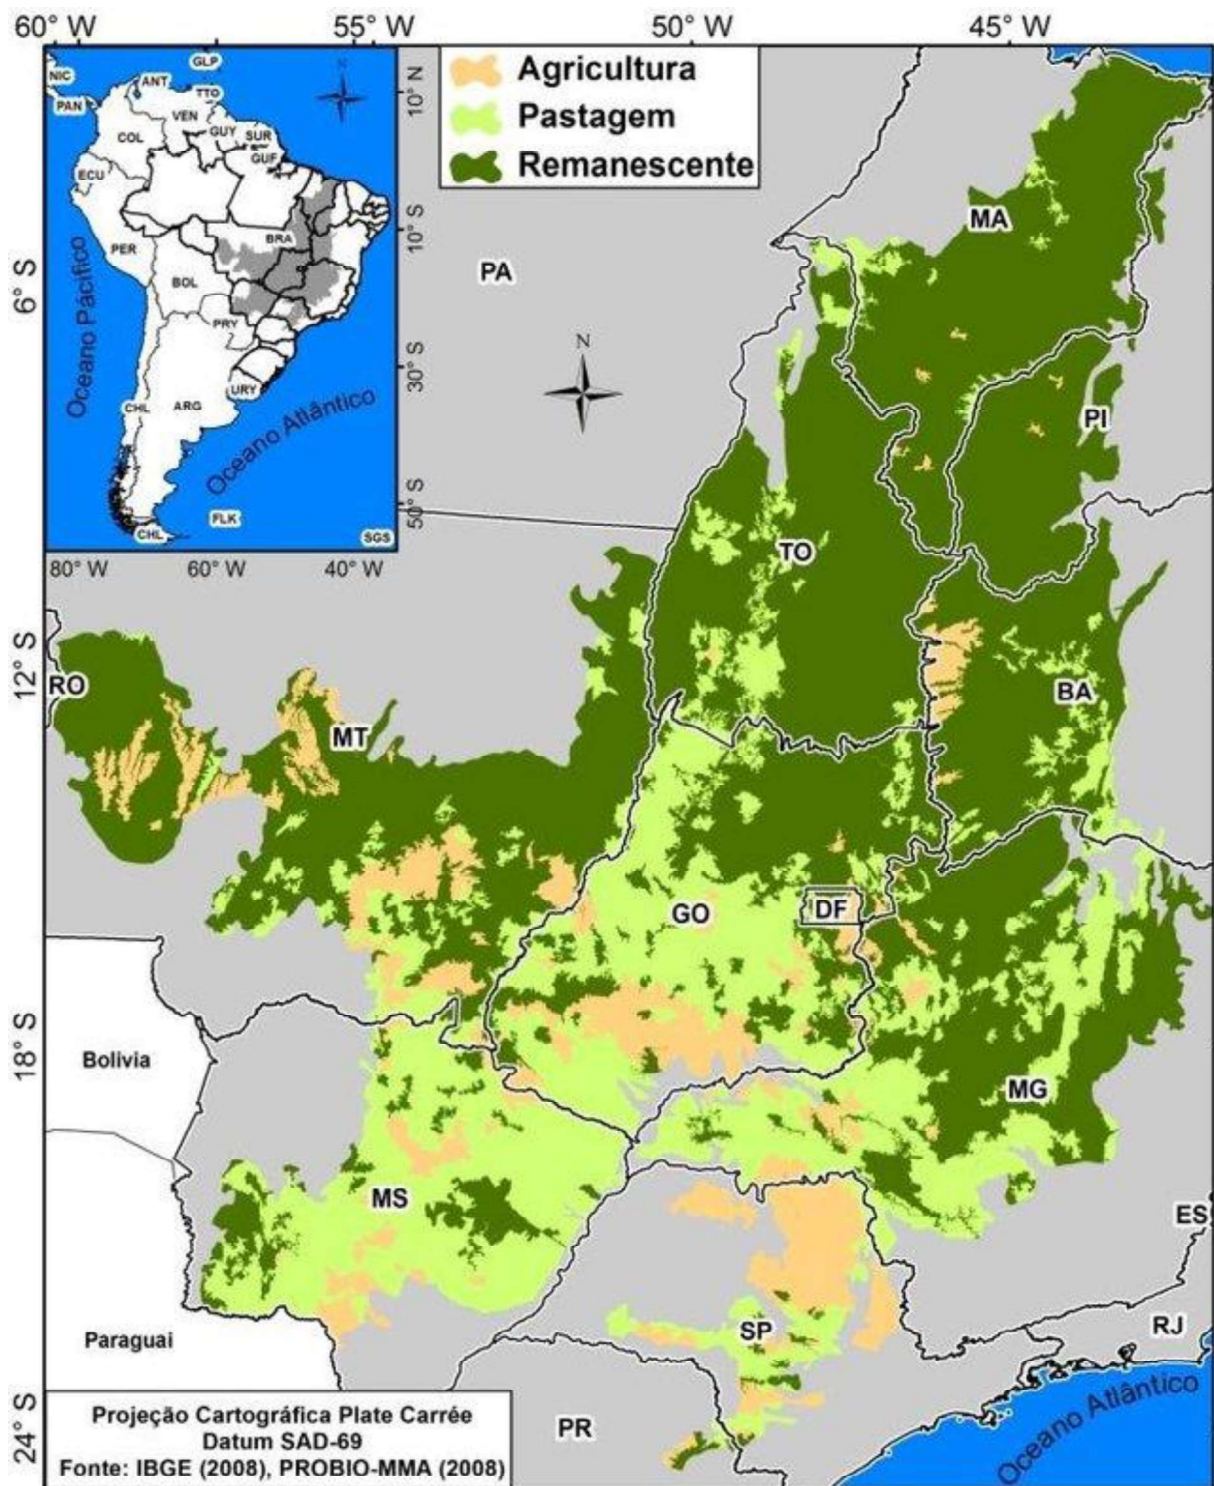 60° W 55° W 50° W 45° W
Agricultura
Pastagem
Remanescente
NIC
PAN
ANT
GLP
TTO
VEN
COL
GUY
SUR
GUF
ECU
PER
BRA
BOL
PRY
CHL
ARG
URY
FLK
CHL
SGS
N
Oceano Pácífico
Oceano Atlântico
10° N
10° S
30° S
50° S
80° W 60° W 40° W
6° S
12° S
18° S
24° S
N
PA
MA
PI
TO
RO
MT
BA
GO
DF
MG
MS
ES
RJ
SP
PR
Bolivia
Paraguai
Oceano Atlântico
Projeção Cartográfica Plate Carrée
Datum SAD-69
Fonte: IBGE (2008), PROBIO-MMA (2008)